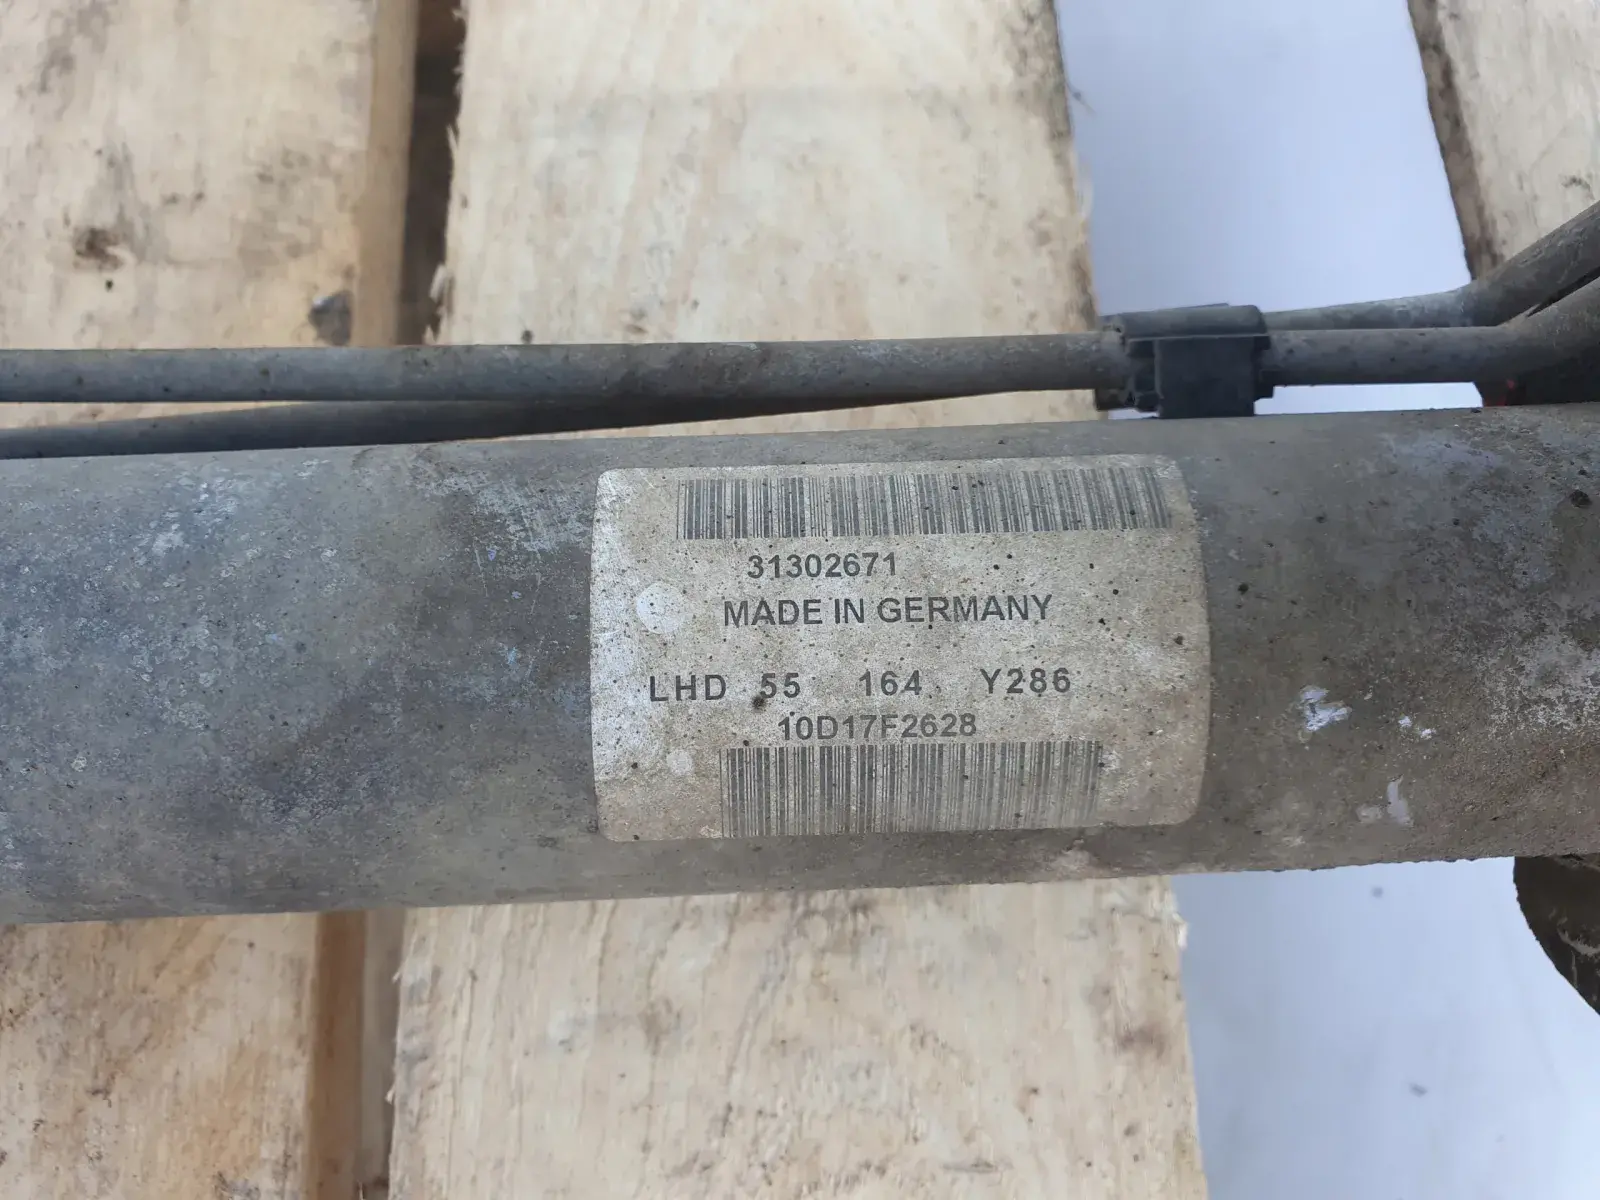 31302671
MADE IN GERMANY
LHD 55 164 Y286
10D17F2628